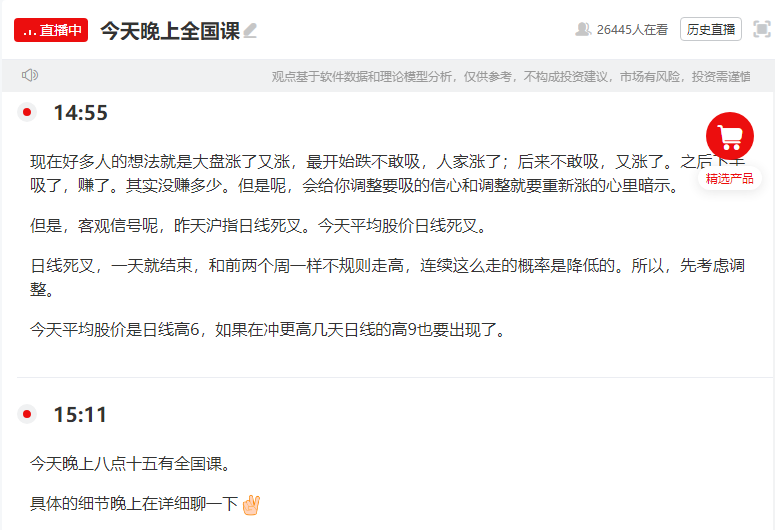 直播中 今天晚上全国课 26445人在看 历史直播
观点基于软件数据和理论模型分析，仅供参考，不构成投资建议，市场有风险，投资需谨慎
14:55
现在好多人的想法就是大盘涨了又涨，最开始跌不敢吸，人家涨了；后来不敢吸，又涨了。之后下手
吸了，赚了。其实没赚多少。但是呢，会给你调整要吸的信心和调整就要重新涨的心里暗示。
精选产品
但是，客观信号呢，昨天沪指日线死叉。今天平均股价日线死叉。
日线死叉，一天就结束，和前两个周一样不规则走高，连续这么走的概率是降低的。所以，先考虑调
整。
今天平均股价是日线高6，如果在冲更高几天日线的高9也要出现了。
15:11
今天晚上八点十五有全国课。
具体的细节晚上在详细聊一下✌